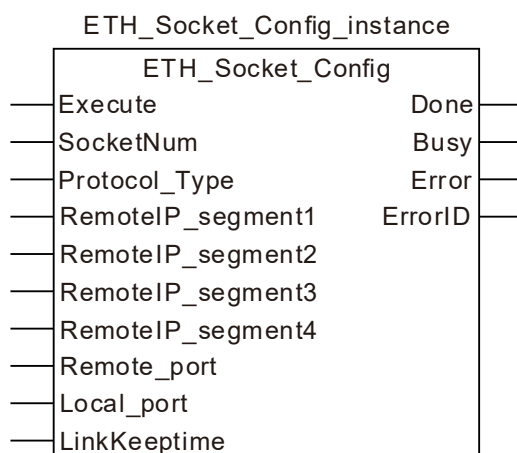 ETH_Socket_Config_instance
ETH_Socket_Config
Execute Done
SocketNum Busy
Protocol_Type Error
RemoteIP_segment1 ErrorID
RemoteIP_segment2
RemoteIP_segment3
RemoteIP_segment4
Remote_port
Local_port
LinkKeeptime